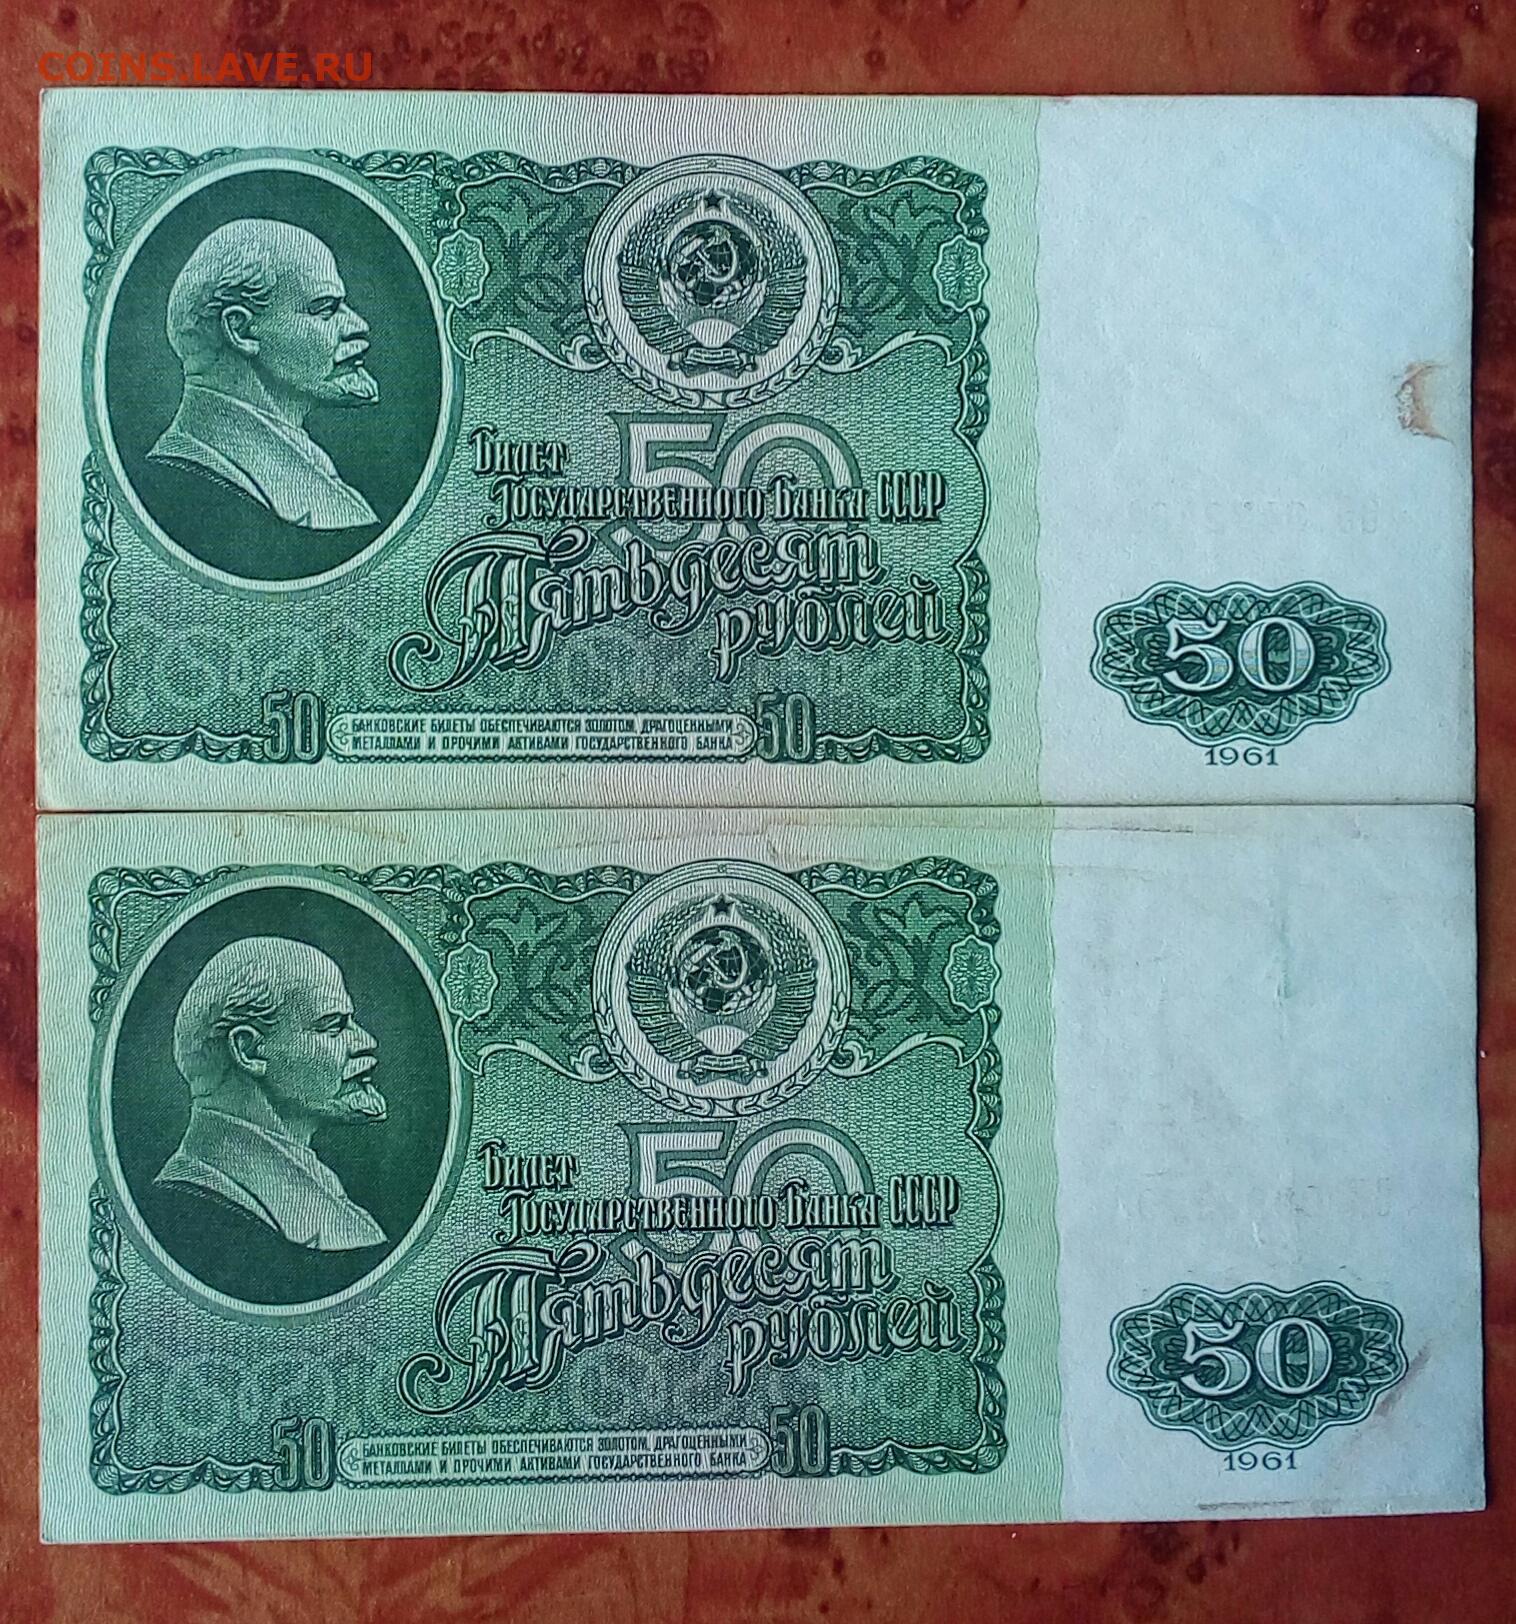 COINS.LAVE.RU
50
Билет
Государственного Банка СССР
Пятьдесят
рублей
50
БАНКОВСКИЕ БИЛЕТЫ ОБЕСПЕЧИВАЮТСЯ ЗОЛОТОМ, ДРАГОЦЕННЫМИ
МЕТАЛЛАМИ И ПРОЧИМИ АКТИВАМИ ГОСУДАРСТВЕННОГО БАНКА
50
50
1961
50
Билет
Государственного Банка СССР
Пятьдесят
рублей
50
БАНКОВСКИЕ БИЛЕТЫ ОБЕСПЕЧИВАЮТСЯ ЗОЛОТОМ, ДРАГОЦЕННЫМИ
МЕТАЛЛАМИ И ПРОЧИМИ АКТИВАМИ ГОСУДАРСТВЕННОГО БАНКА
50
50
1961